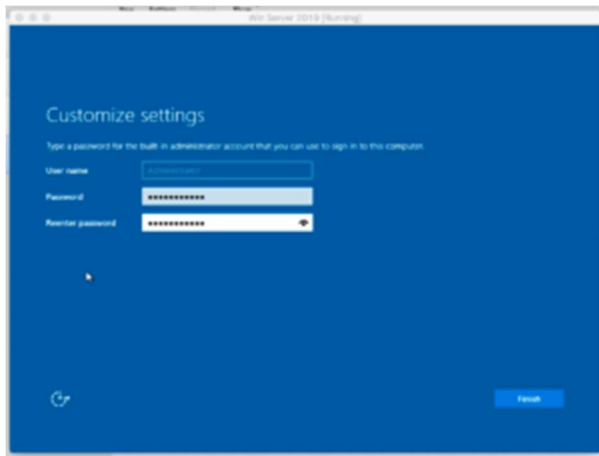 Win Server 2019 [Running]
Customize settings
Type a password for the built-in administrator account that you can use to sign in to this computer.
User name
Administrator
Password
•••••••••••
Reenter password
•••••••••••
Finish